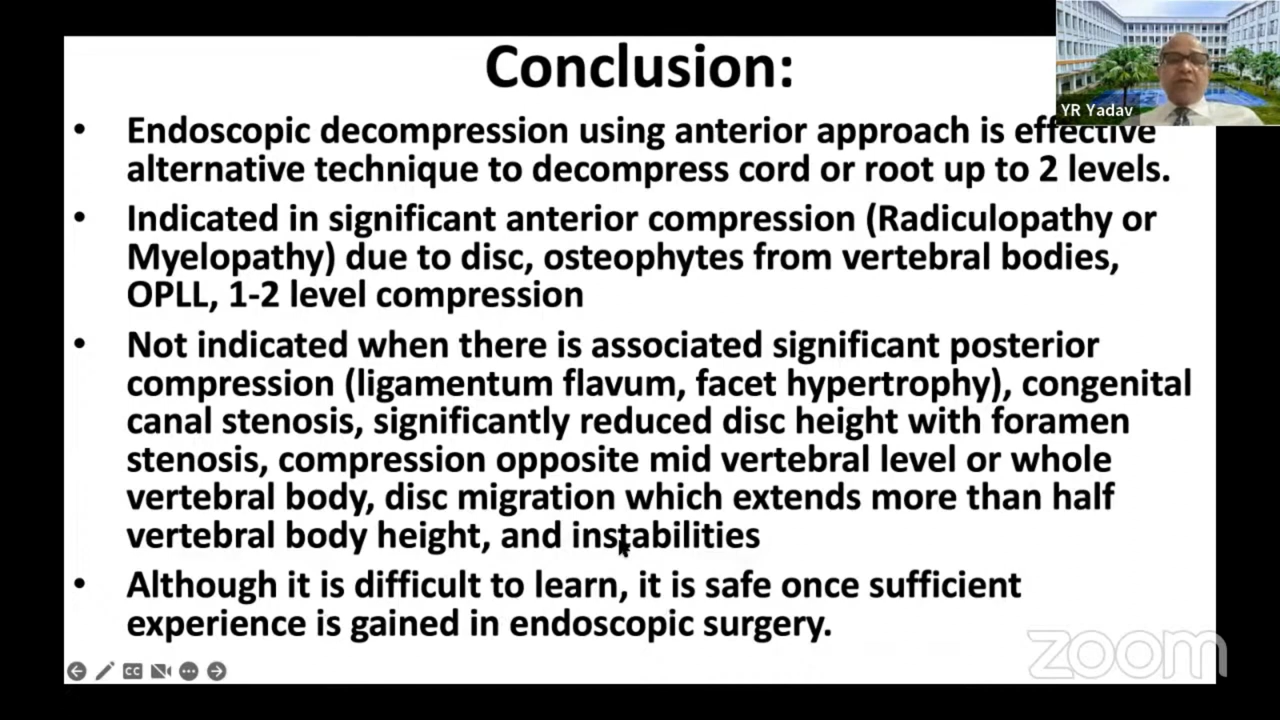 Conclusion:
YR Yadav
• Endoscopic decompression using anterior approach is effective
alternative technique to decompress cord or root up to 2 levels.
• Indicated in significant anterior compression (Radiculopathy or
Myelopathy) due to disc, osteophytes from vertebral bodies,
OPLL, 1-2 level compression
• Not indicated when there is associated significant posterior
compression (ligamentum flavum, facet hypertrophy), congenital
canal stenosis, significantly reduced disc height with foramen
stenosis, compression opposite mid vertebral level or whole
vertebral body, disc migration which extends more than half
vertebral body height, and instabilities
• Although it is difficult to learn, it is safe once sufficient
experience is gained in endoscopic surgery.
zoom
CC